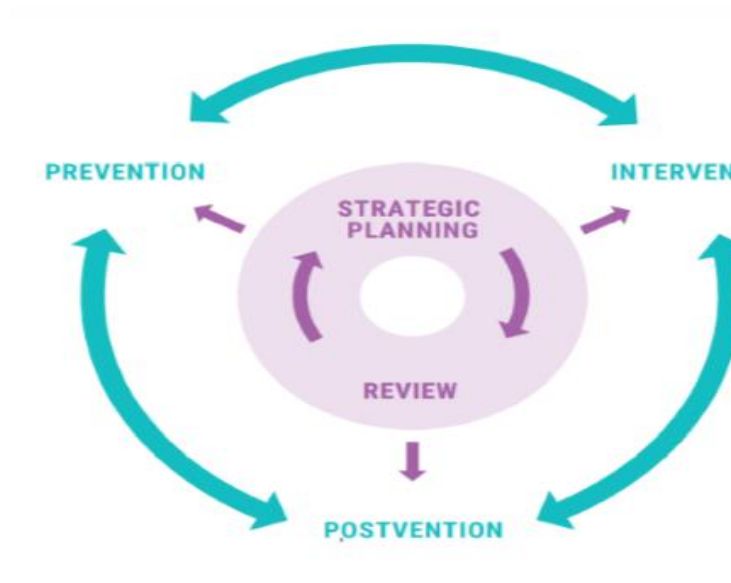 PREVENTION
INTERVEN
STRATEGIC
PLANNING
REVIEW
POSTVENTION